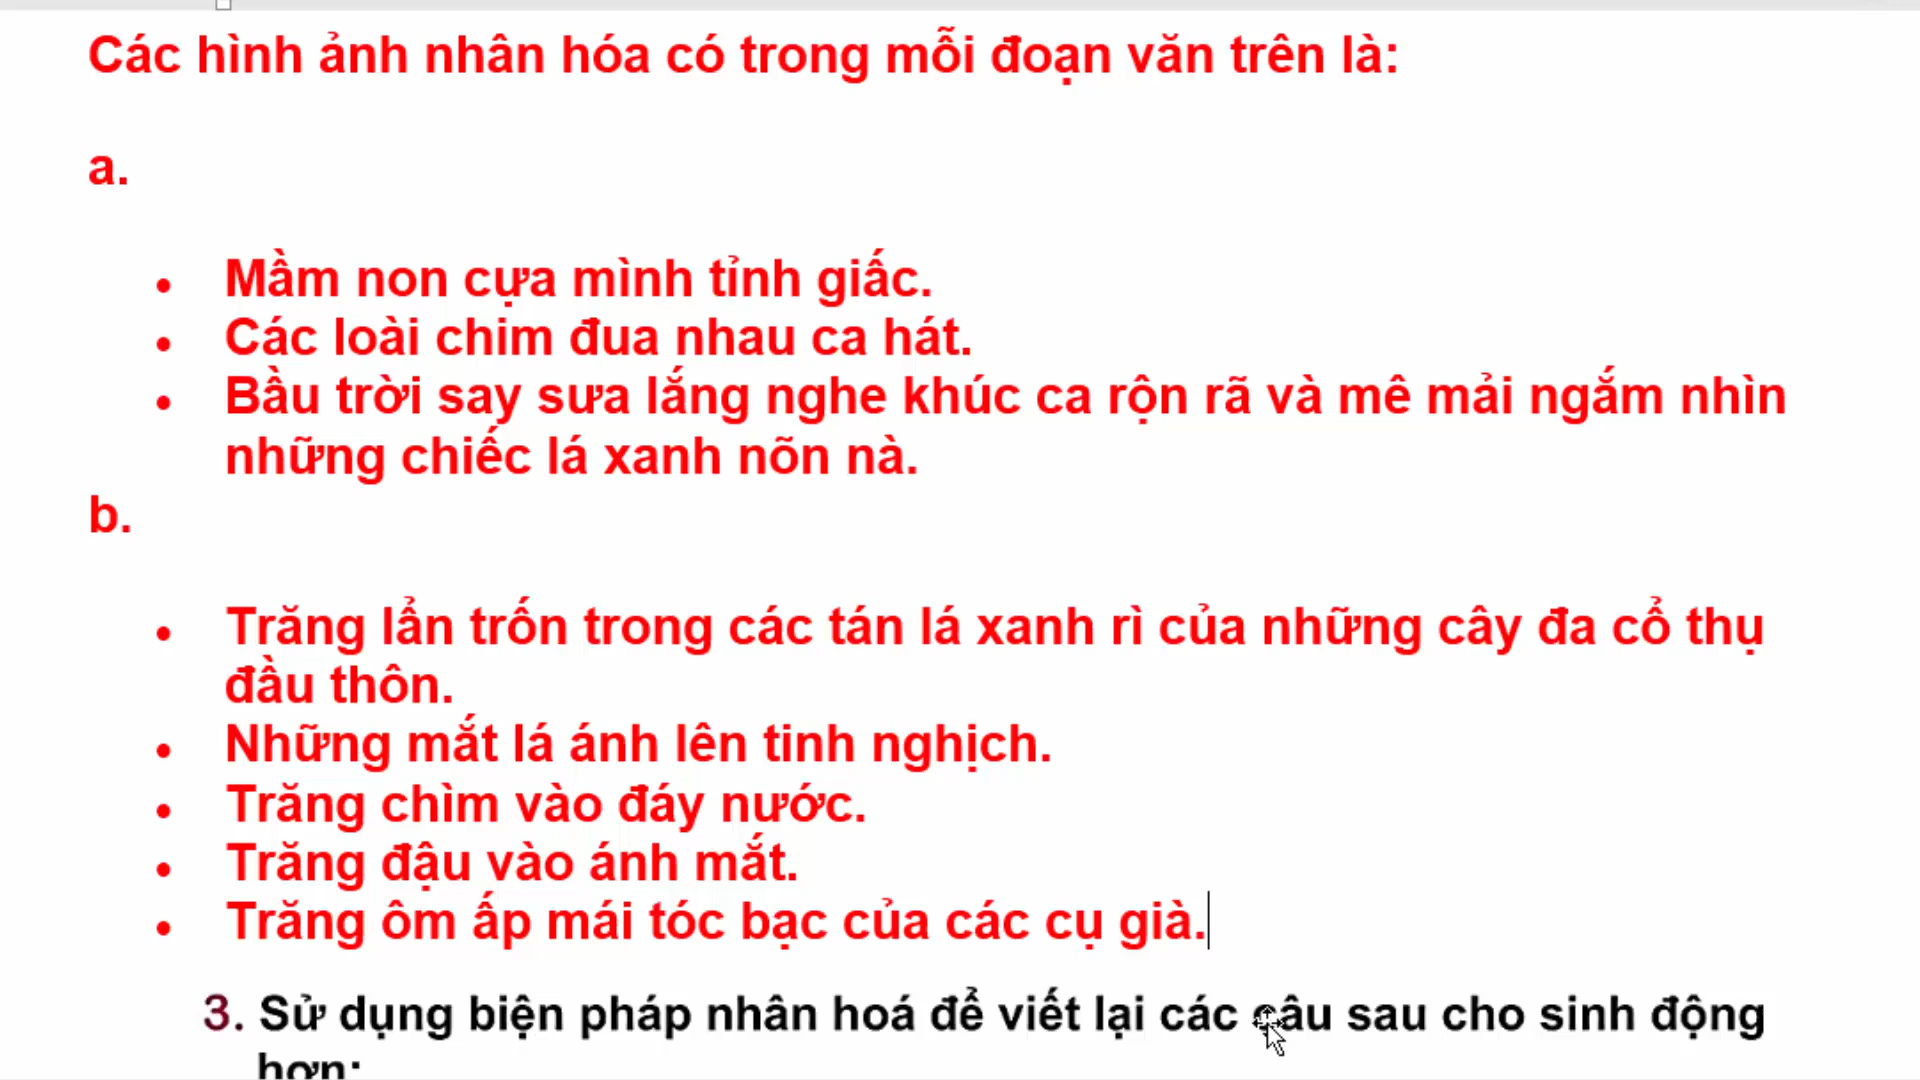 Các hình ảnh nhân hóa có trong mỗi đoạn văn trên là:
a.
• Mầm non cựa mình tỉnh giấc.
• Các loài chim đua nhau ca hát.
• Bầu trời say sưa lắng nghe khúc ca rộn rã và mê mải ngắm nhìn
những chiếc lá xanh nõn nà.
b.
• Trăng lẩn trốn trong các tán lá xanh rì của những cây đa cổ thụ
đầu thôn.
• Những mắt lá ánh lên tinh nghịch.
• Trăng chìm vào đáy nước.
• Trăng đậu vào ánh mắt.
• Trăng ôm ấp mái tóc bạc của các cụ già.
3. Sử dụng biện pháp nhân hoá để viết lại các câu sau cho sinh động
hơn: